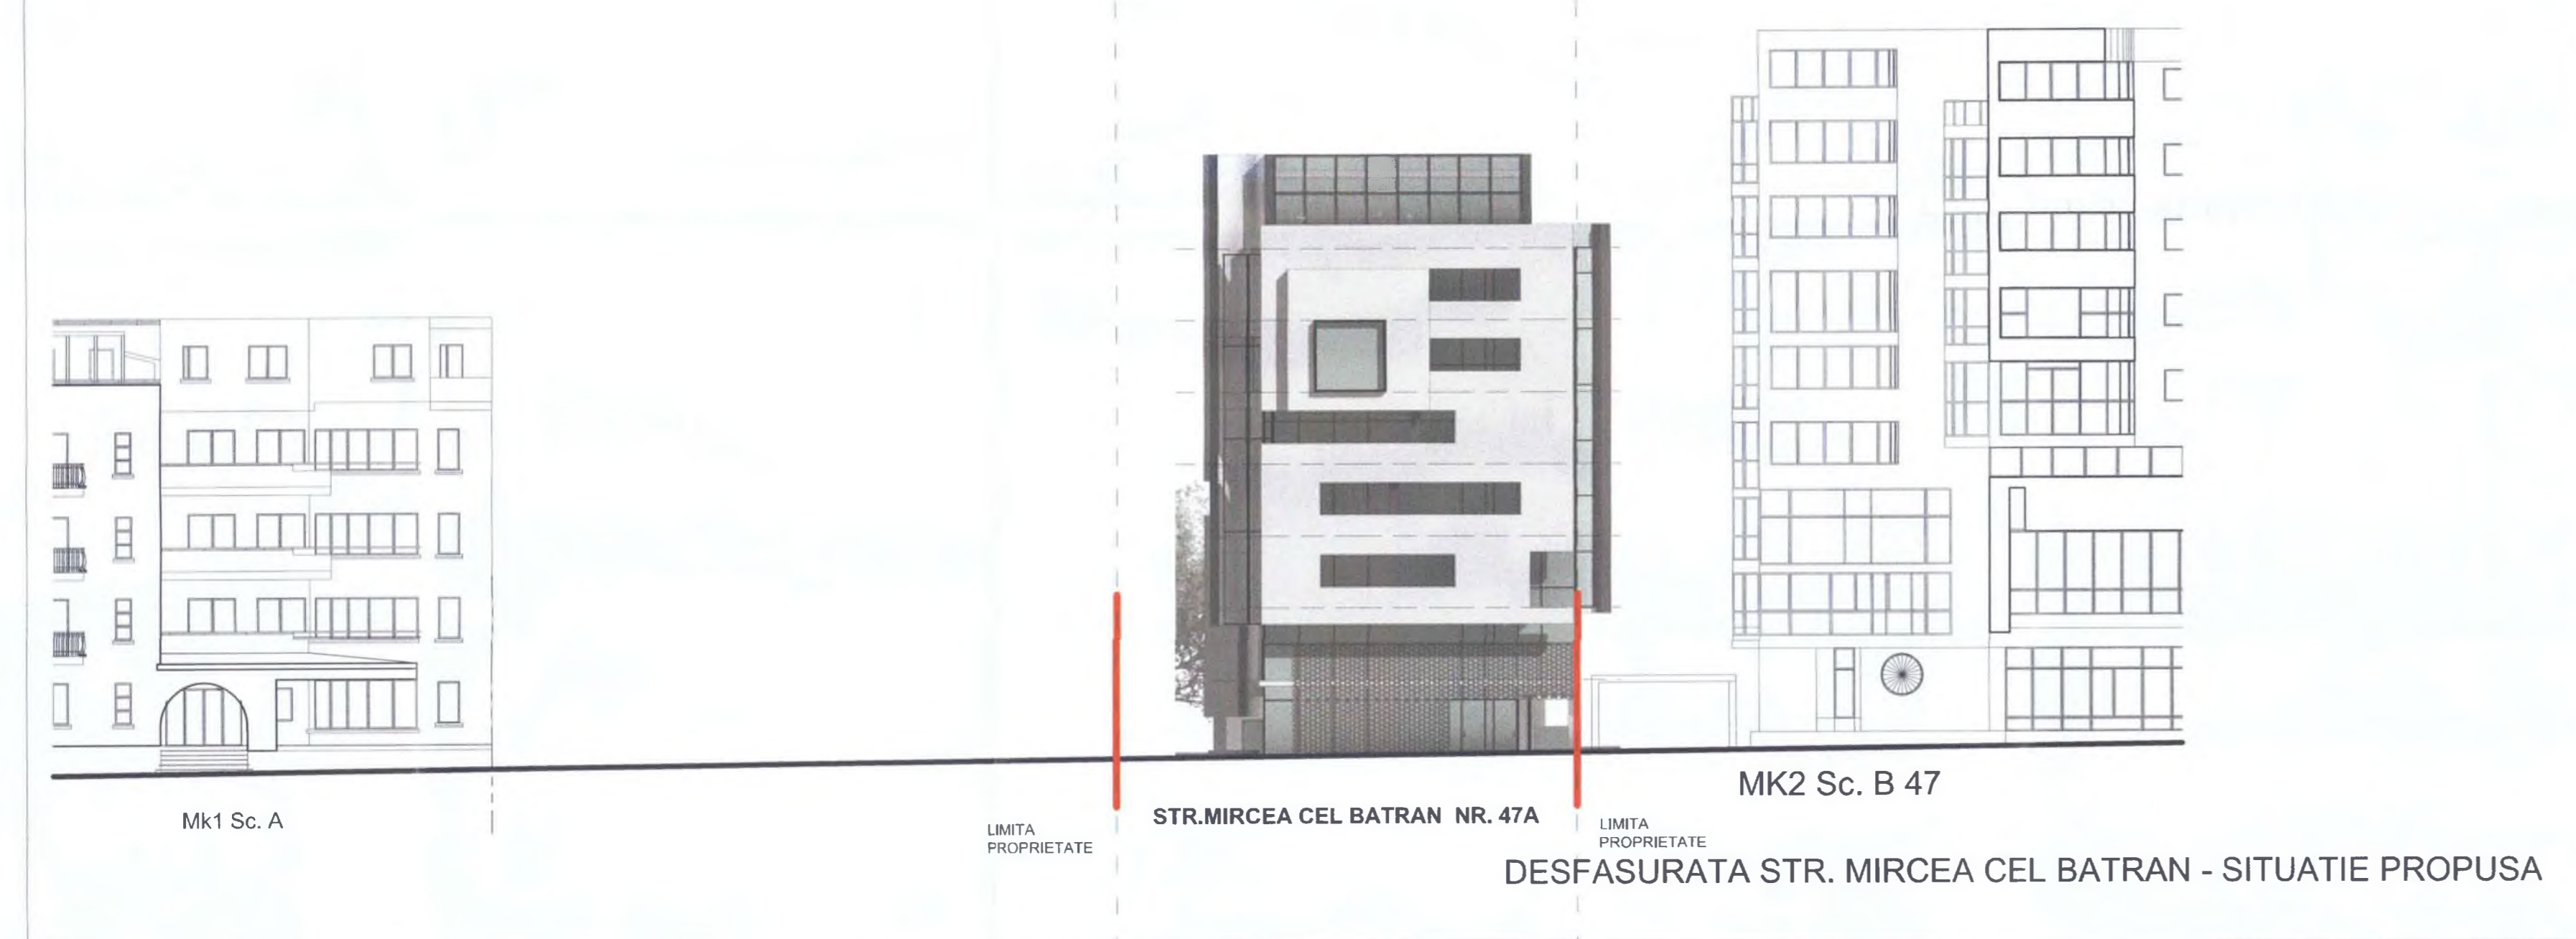 Mk1 Sc. A
LIMITA
PROPRIETATE
STR.MIRCEA CEL BATRAN NR. 47A
LIMITA
PROPRIETATE
MK2 Sc. B 47
DESFASURATA STR. MIRCEA CEL BATRAN - SITUATIE PROPUSA